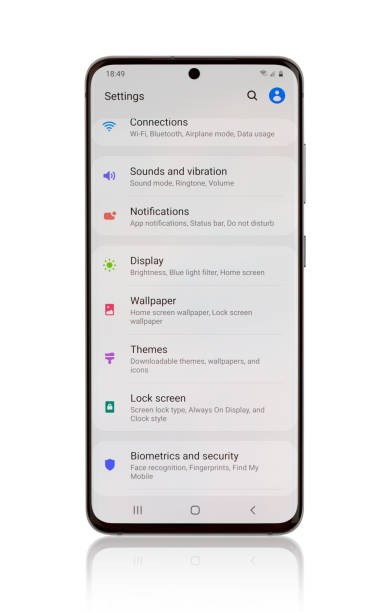 18:49
Settings
Connections
Wi-Fi, Bluetooth, Airplane mode, Data usage
Sounds and vibration
Sound mode, Ringtone, Volume
Notifications
App notifications, Status bar, Do not disturb
Display
Brightness, Blue light filter, Home screen
Wallpaper
Home screen wallpaper, Lock screen
wallpaper
Themes
Downloadable themes, wallpapers, and
icons
Lock screen
Screen lock type, Always On Display, and
Clock style
Biometrics and security
Face recognition, Fingerprints, Find My
Mobile